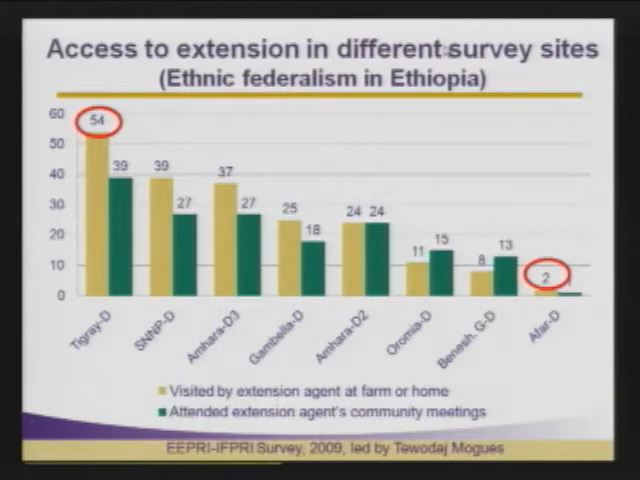 Access to extension in different survey sites
(Ethnic federalism in Ethiopia)
60
50
40
30
20
10
0
54
39
39
27
37
27
25
18
24
24
11
15
8
13
2
Tigray-D
SNNP-D
Amhara-D3
Gambella-D
Amhara-D2
Oromia-D
Benesh. G-D
Afar-D
Visited by extension agent at farm or home
Attended extension agent's community meetings
EEPRI-IFPRI Survey, 2009, led by Tewodaj Mogues